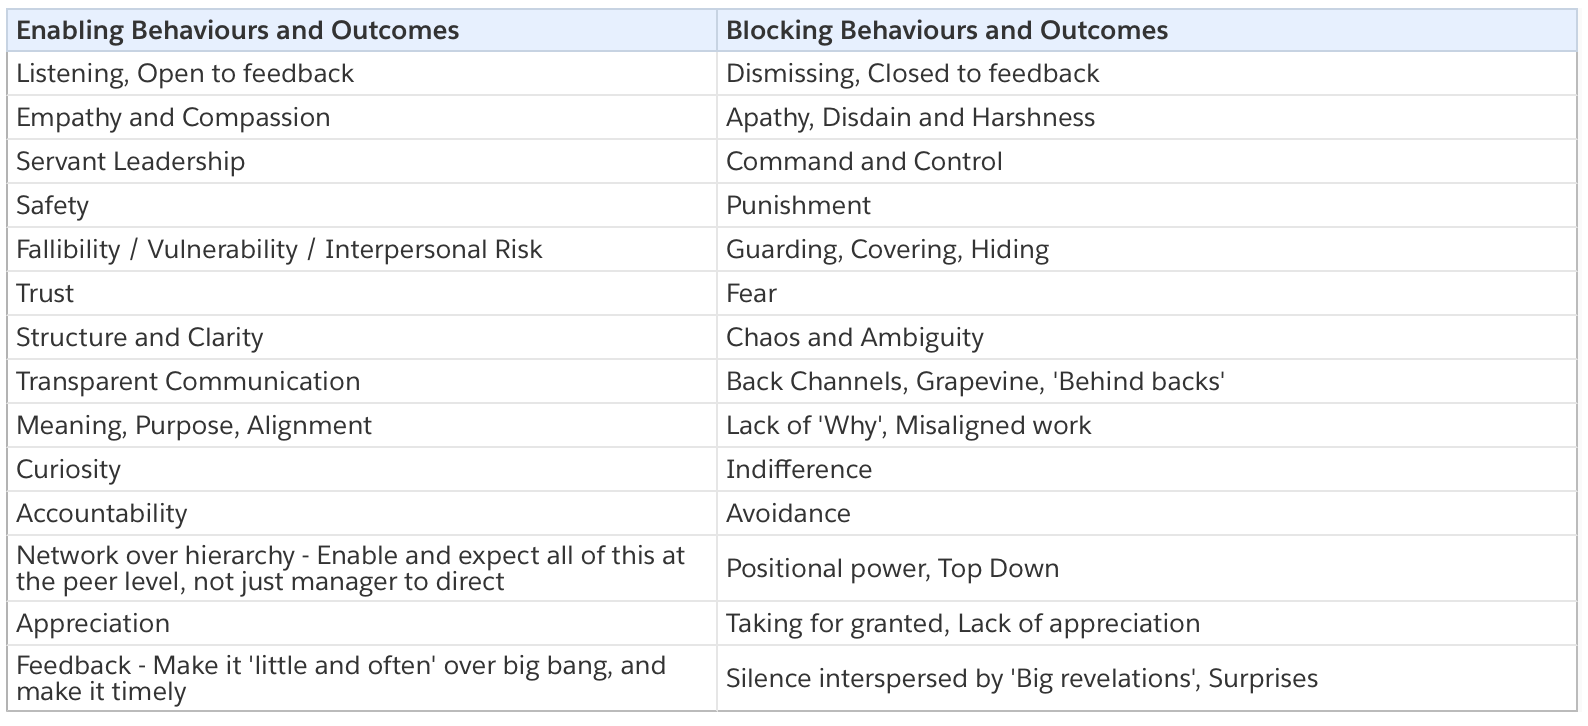 Enabling Behaviours and Outcomes
Blocking Behaviours and Outcomes
Listening, Open to feedback
Dismissing, Closed to feedback
Empathy and Compassion
Apathy, Disdain and Harshness
Servant Leadership
Command and Control
Safety
Punishment
Fallibility / Vulnerability / Interpersonal Risk
Guarding, Covering, Hiding
Trust
Fear
Structure and Clarity
Chaos and Ambiguity
Transparent Communication
Back Channels, Grapevine, 'Behind backs'
Meaning, Purpose, Alignment
Lack of 'Why', Misaligned work
Curiosity
Indifference
Accountability
Avoidance
Network over hierarchy - Enable and expect all of this at
the peer level, not just manager to direct
Positional power, Top Down
Appreciation
Taking for granted, Lack of appreciation
Feedback - Make it 'little and often' over big bang, and
make it timely
Silence interspersed by 'Big revelations', Surprises